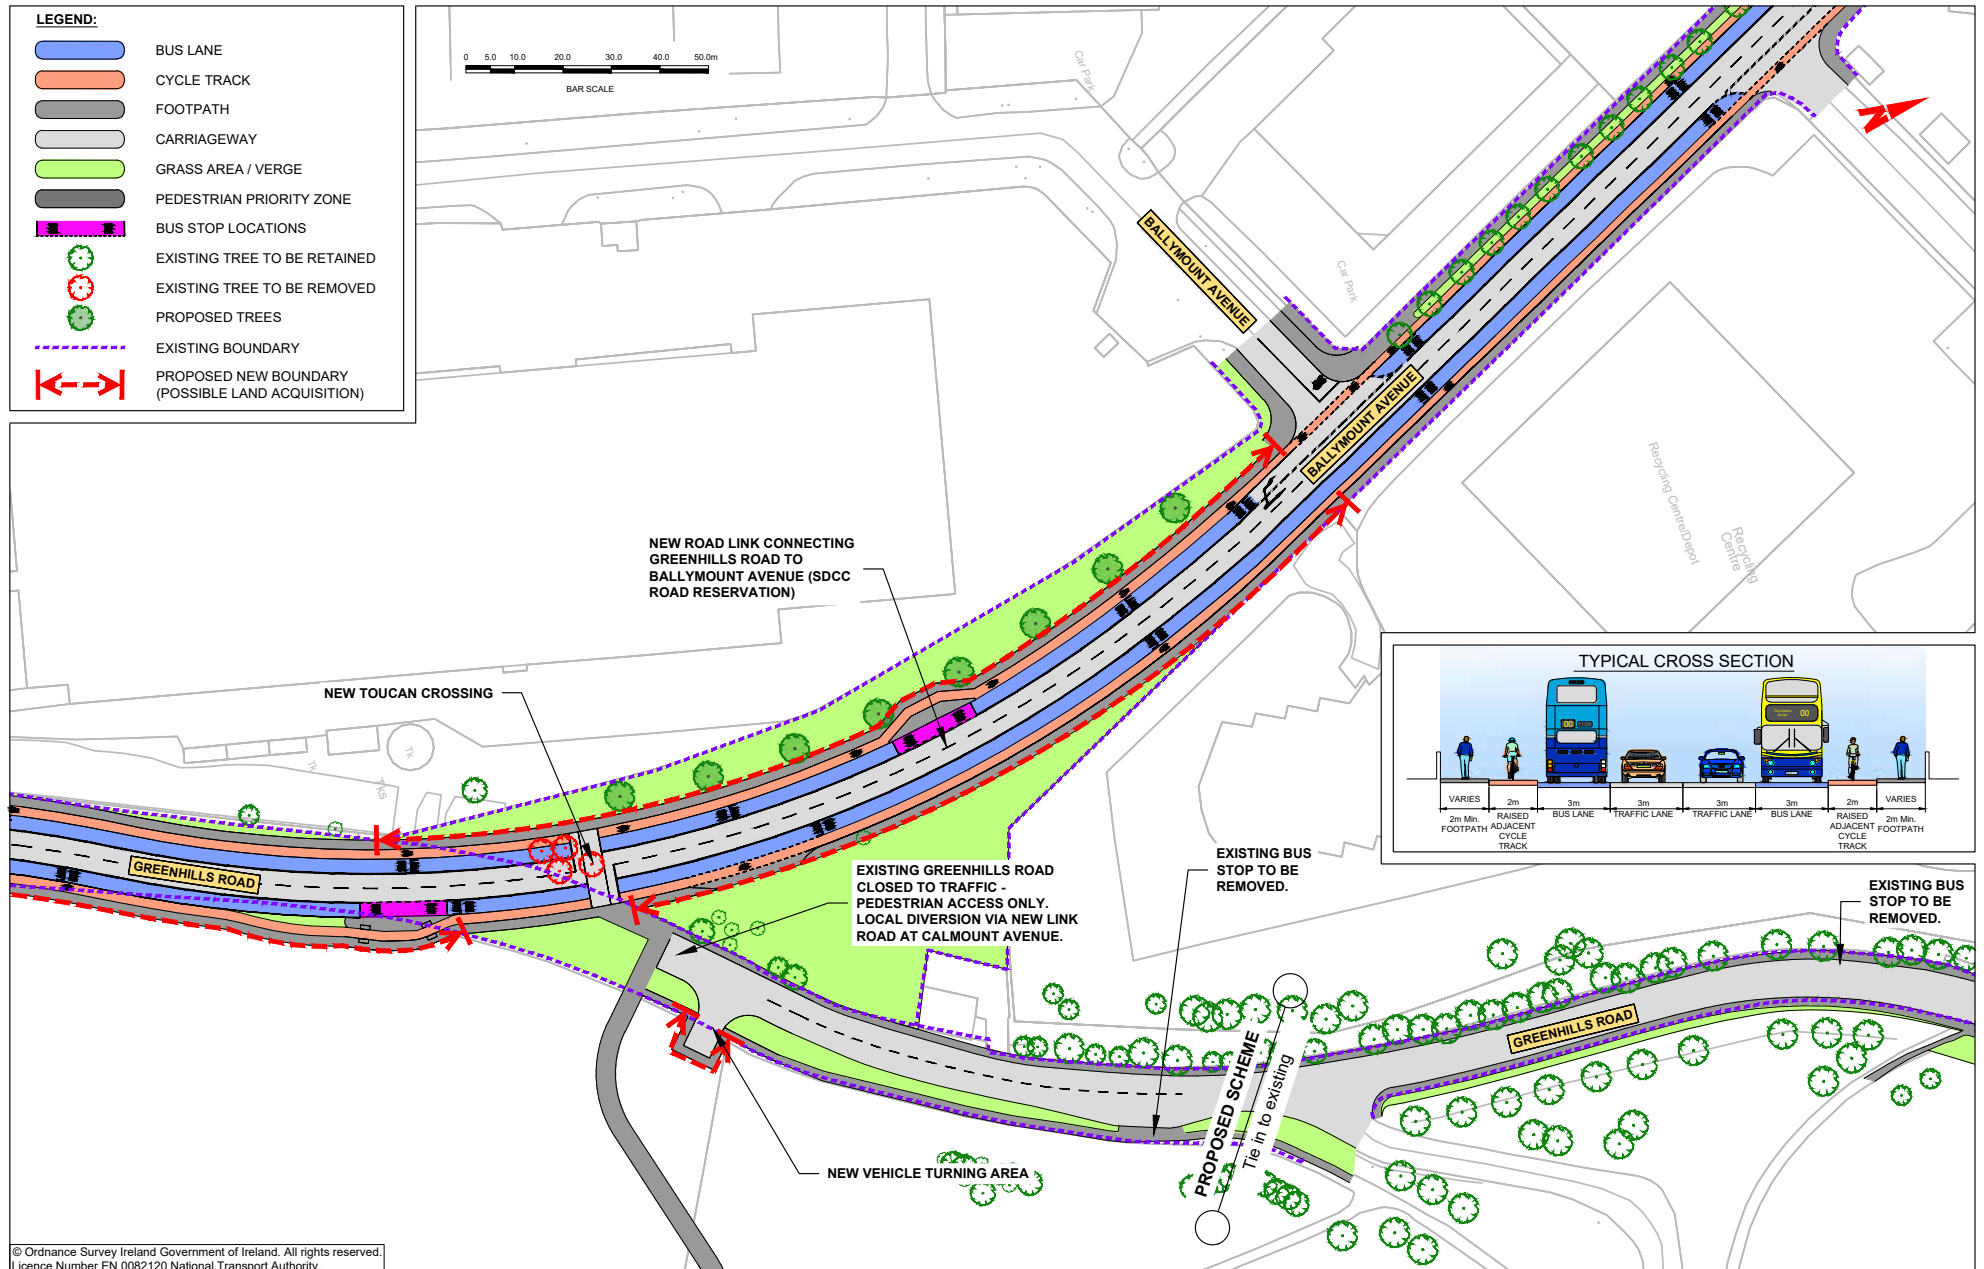 LEGEND:
BUS LANE
CYCLE TRACK
FOOTPATH
CARRIAGEWAY
GRASS AREA / VERGE
PEDESTRIAN PRIORITY ZONE
BUS STOP LOCATIONS
EXISTING TREE TO BE RETAINED
EXISTING TREE TO BE REMOVED
PROPOSED TREES
EXISTING BOUNDARY
PROPOSED NEW BOUNDARY
(POSSIBLE LAND ACQUISITION)
0 5.0 10.0 20.0 30.0 40.0 50.0m
BAR SCALE
Car Park
N
BALLYMOUNT AVENUE
Car Park
BALLYMOUNT AVENUE
Recycling Centre/Depot
Recycling
Centre
NEW ROAD LINK CONNECTING
GREENHILLS ROAD TO
BALLYMOUNT AVENUE (SDCC
ROAD RESERVATION)
NEW TOUCAN CROSSING
Tk
Tk
Tks
GREENHILLS ROAD
TYPICAL CROSS SECTION
00
00
VARIES
2m
3m
3m
3m
3m
2m
VARIES
2m Min.
FOOTPATH
RAISED
ADJACENT
CYCLE
TRACK
BUS LANE
TRAFFIC LANE
TRAFFIC LANE
BUS LANE
RAISED
ADJACENT
CYCLE
TRACK
2m Min.
FOOTPATH
EXISTING GREENHILLS ROAD
CLOSED TO TRAFFIC -
PEDESTRIAN ACCESS ONLY.
LOCAL DIVERSION VIA NEW LINK
ROAD AT CALMOUNT AVENUE.
EXISTING BUS
STOP TO BE
REMOVED.
EXISTING BUS
STOP TO BE
REMOVED.
GREENHILLS ROAD
PROPOSED SCHEME
Tie in to existing
NEW VEHICLE TURNING AREA
© Ordnance Survey Ireland Government of Ireland. All rights reserved.
Licence Number EN 0082120 National Transport Authority